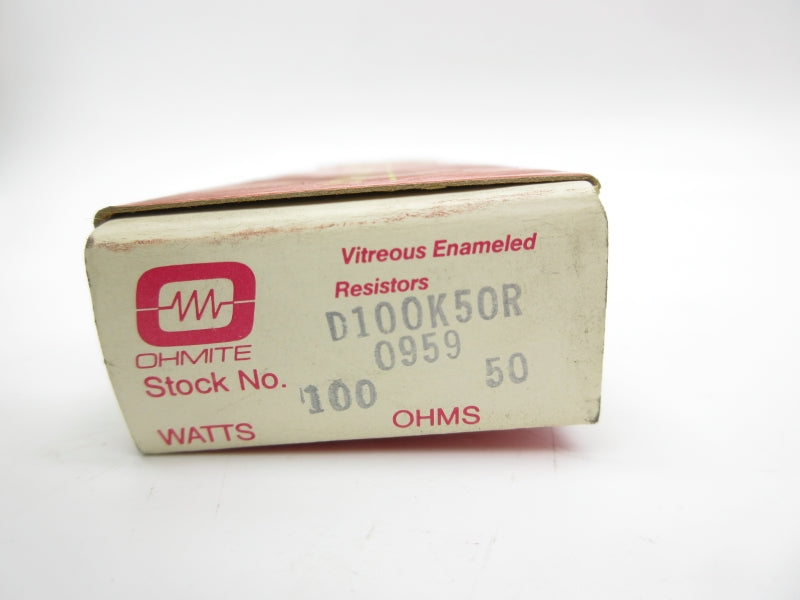 Vitreous Enameled
Resistors
OHMITE
D100K50R
0959
Stock No.
100 50
WATTS OHMS